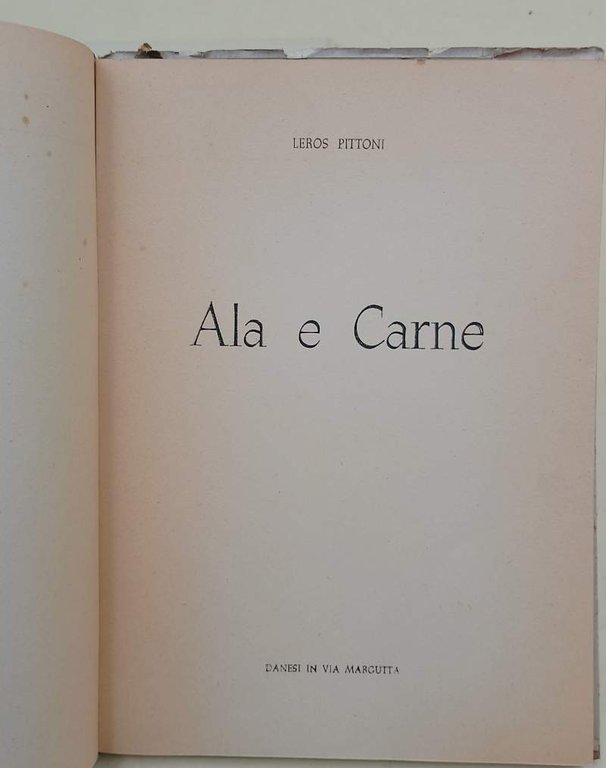 LEROS PITTONI
Ala e Carne
DANESI IN VIA MARGUTTA